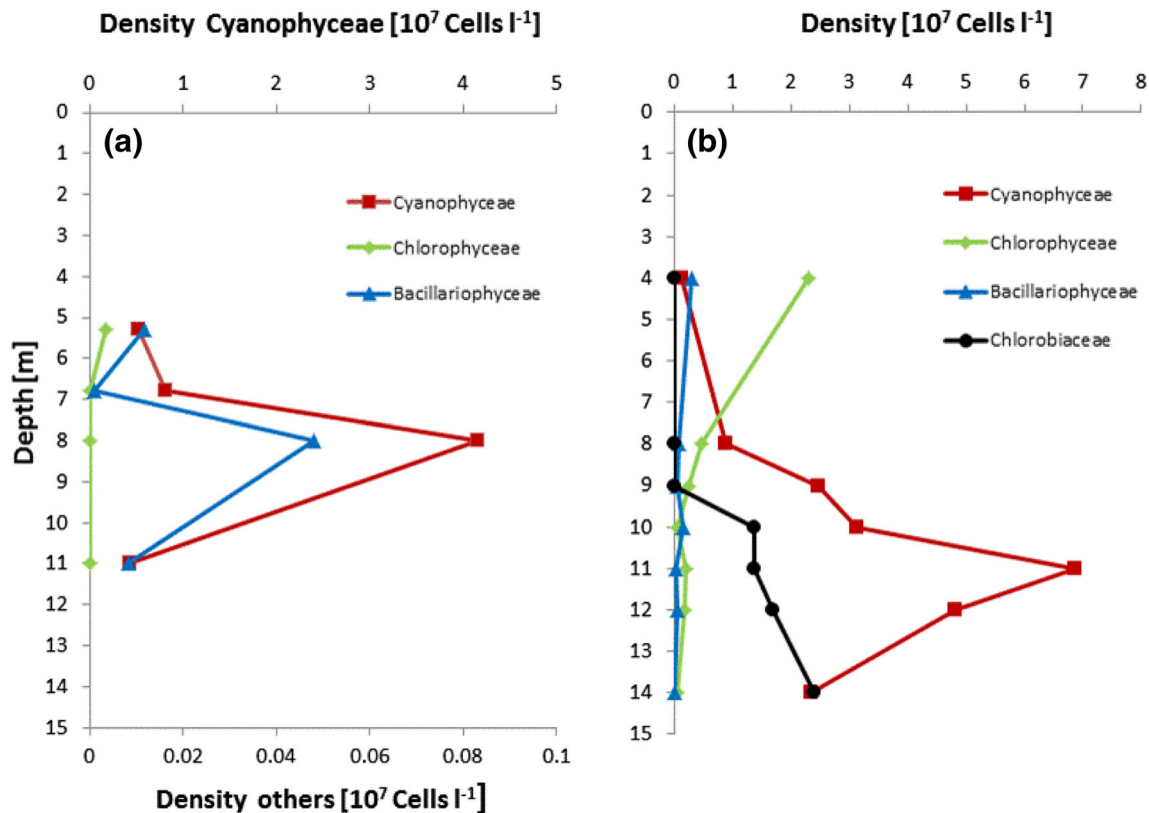 Density Cyanophyceae [10⁷ Cells l⁻¹]
0 1 2 3 4 5
(a)
Cyanophyceae
Chlorophyceae
Bacillariophyceae
Depth [m]
0
1
2
3
4
5
6
7
8
9
10
11
12
13
14
15
0 0.02 0.04 0.06 0.08 0.1
Density others [10⁷ Cells l⁻¹]
Density [10⁷ Cells l⁻¹]
0 1 2 3 4 5 6 7 8
(b)
Cyanophyceae
Chlorophyceae
Bacillariophyceae
Chlorobiaceae
0
1
2
3
4
5
6
7
8
9
10
11
12
13
14
15